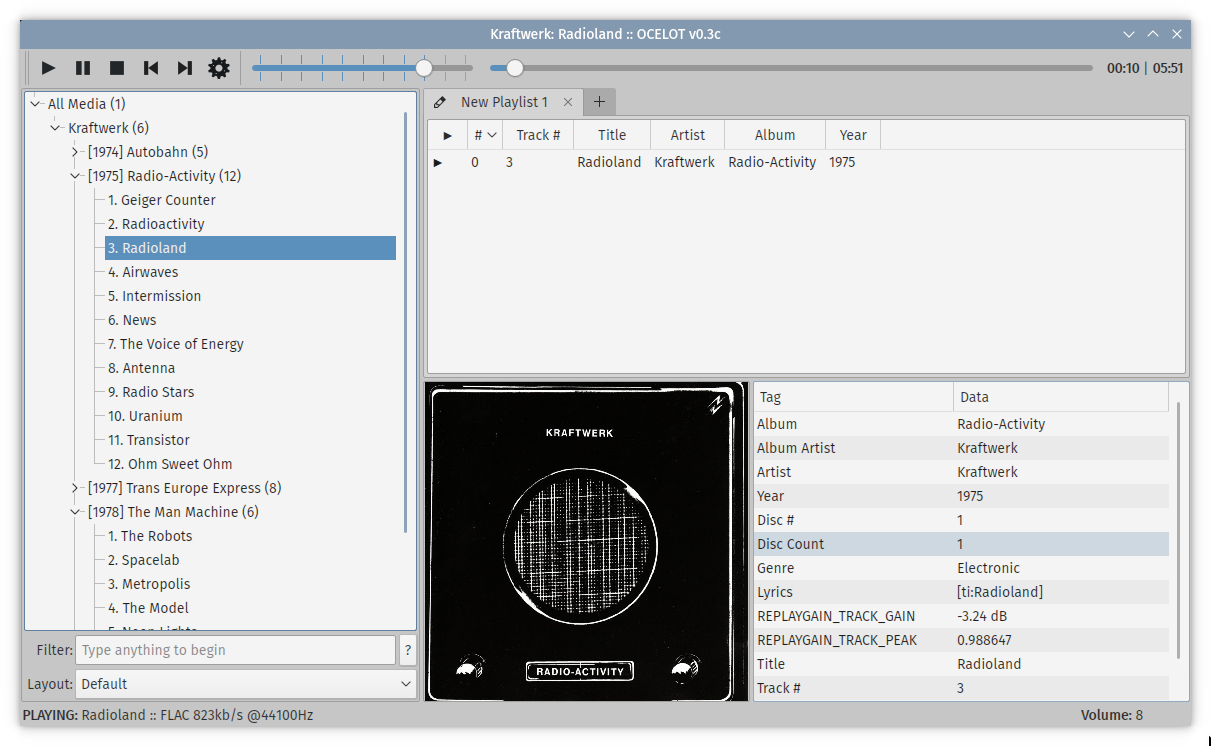 Kraftwerk: Radioland :: OCELOT v0.3c
00:10 | 05:51
All Media (1)
Kraftwerk (6)
[1974] Autobahn (5)
[1975] Radio-Activity (12)
1. Geiger Counter
2. Radioactivity
3. Radioland
4. Airwaves
5. Intermission
6. News
7. The Voice of Energy
8. Antenna
9. Radio Stars
10. Uranium
11. Transistor
12. Ohm Sweet Ohm
[1977] Trans Europe Express (8)
[1978] The Man Machine (6)
1. The Robots
2. Spacelab
3. Metropolis
4. The Model
5. Neon Lights
Filter: Type anything to begin ?
Layout: Default
New Playlist 1
# Track # Title Artist Album Year
0 3 Radioland Kraftwerk Radio-Activity 1975
KRAFTWERK
RADIO-ACTIVITY
Tag Data
Album Radio-Activity
Album Artist Kraftwerk
Artist Kraftwerk
Year 1975
Disc # 1
Disc Count 1
Genre Electronic
Lyrics [ti:Radioland]
REPLAYGAIN_TRACK_GAIN -3.24 dB
REPLAYGAIN_TRACK_PEAK 0.988647
Title Radioland
Track # 3
PLAYING: Radioland :: FLAC 823kb/s @44100Hz
Volume: 8